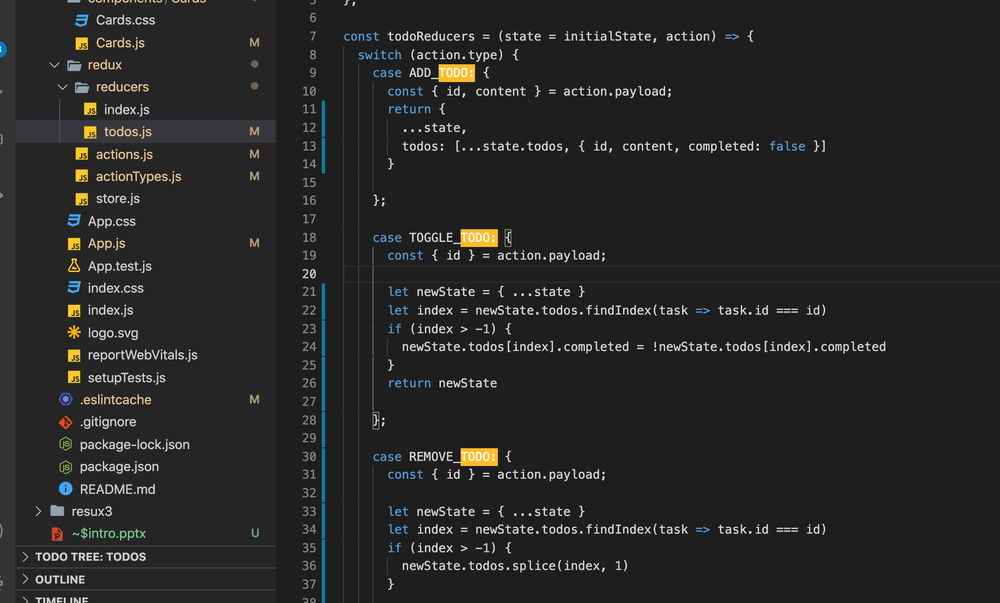 components/Cards
Cards.css
Cards.js M
redux
reducers
index.js
todos.js M
actions.js M
actionTypes.js M
store.js
App.css
App.js M
App.test.js
index.css
index.js
logo.svg
reportWebVitals.js
setupTests.js
.eslintcache M
.gitignore
package-lock.json
package.json
README.md
resux3
~$intro.pptx U
TODO TREE: TODOS
OUTLINE
TIMELINE
5 };
6
7 const todoReducers = (state = initialState, action) => {
8 switch (action.type) {
9 case ADD_TODO: {
10 const { id, content } = action.payload;
11 return {
12 ...state,
13 todos: [...state.todos, { id, content, completed: false }]
14 }
15
16 };
17
18 case TOGGLE_TODO: {
19 const { id } = action.payload;
20
21 let newState = { ...state }
22 let index = newState.todos.findIndex(task => task.id === id)
23 if (index > -1) {
24 newState.todos[index].completed = !newState.todos[index].completed
25 }
26 return newState
27
28 };
29
30 case REMOVE_TODO: {
31 const { id } = action.payload;
32
33 let newState = { ...state }
34 let index = newState.todos.findIndex(task => task.id === id)
35 if (index > -1) {
36 newState.todos.splice(index, 1)
37 }
38